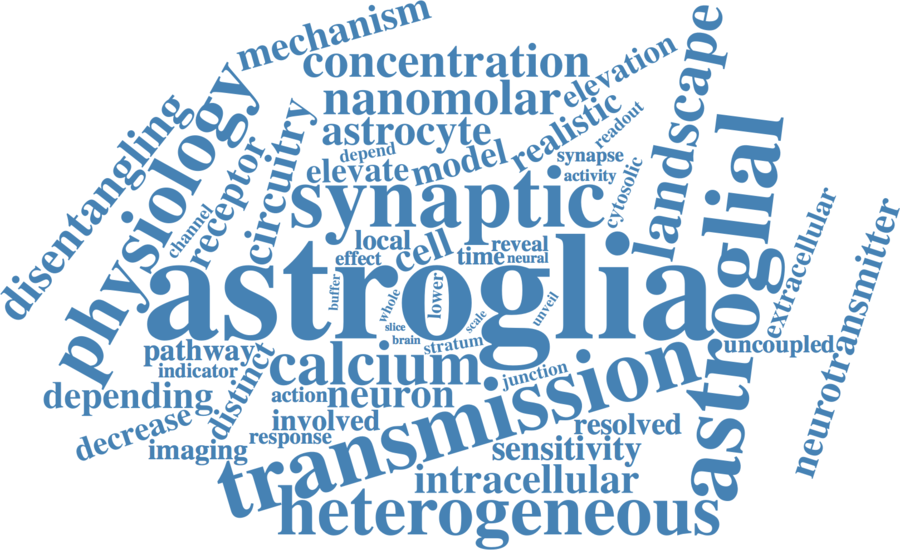 mechanism
concentration
elevation
landscape
nanomolar
disentangling
physiology
circuitry
astrocyte
realistic
readout
depend
model
synapse
receptor
elevate
activity
cytosolic
channel
synaptic
astroglial
local
cell
reveal
extracellular
neurotransmitter
effect
time
neural
astroglia
buffer
whole
lower
slice
scale
unveil
brain
stratum
pathway
uncoupled
indicator
calcium
junction
transmission
depending
distinct
action
neuron
decrease
involved
resolved
response
imaging
sensitivity
intracellular
heterogeneous